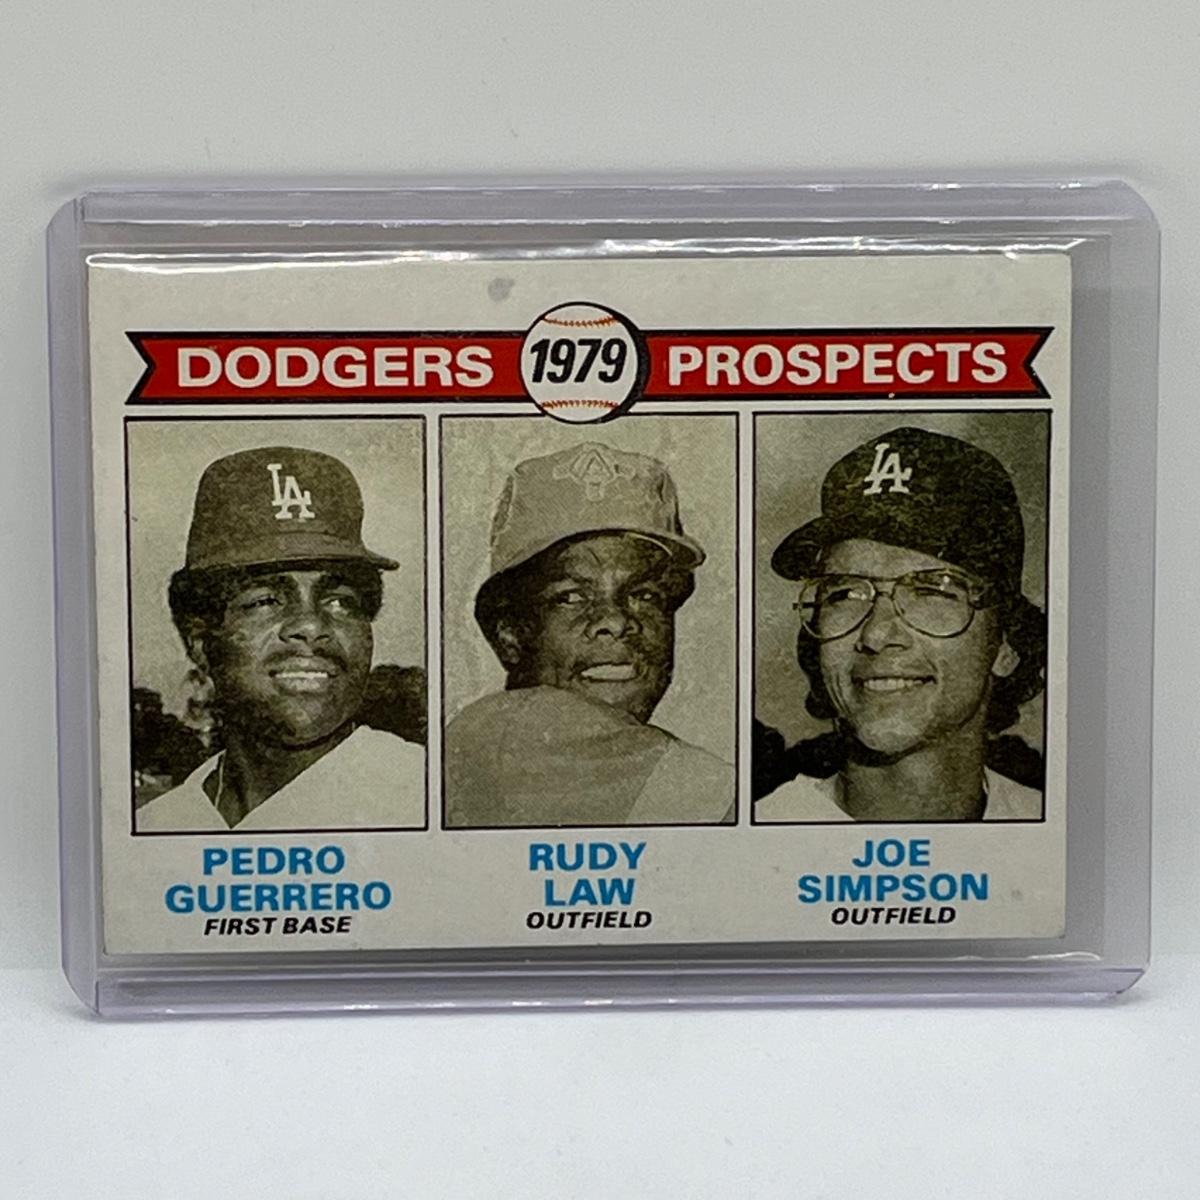 DODGERS 1979 PROSPECTS
LA
A
LA
PEDRO GUERRERO
FIRST BASE
RUDY LAW
OUTFIELD
JOE SIMPSON
OUTFIELD